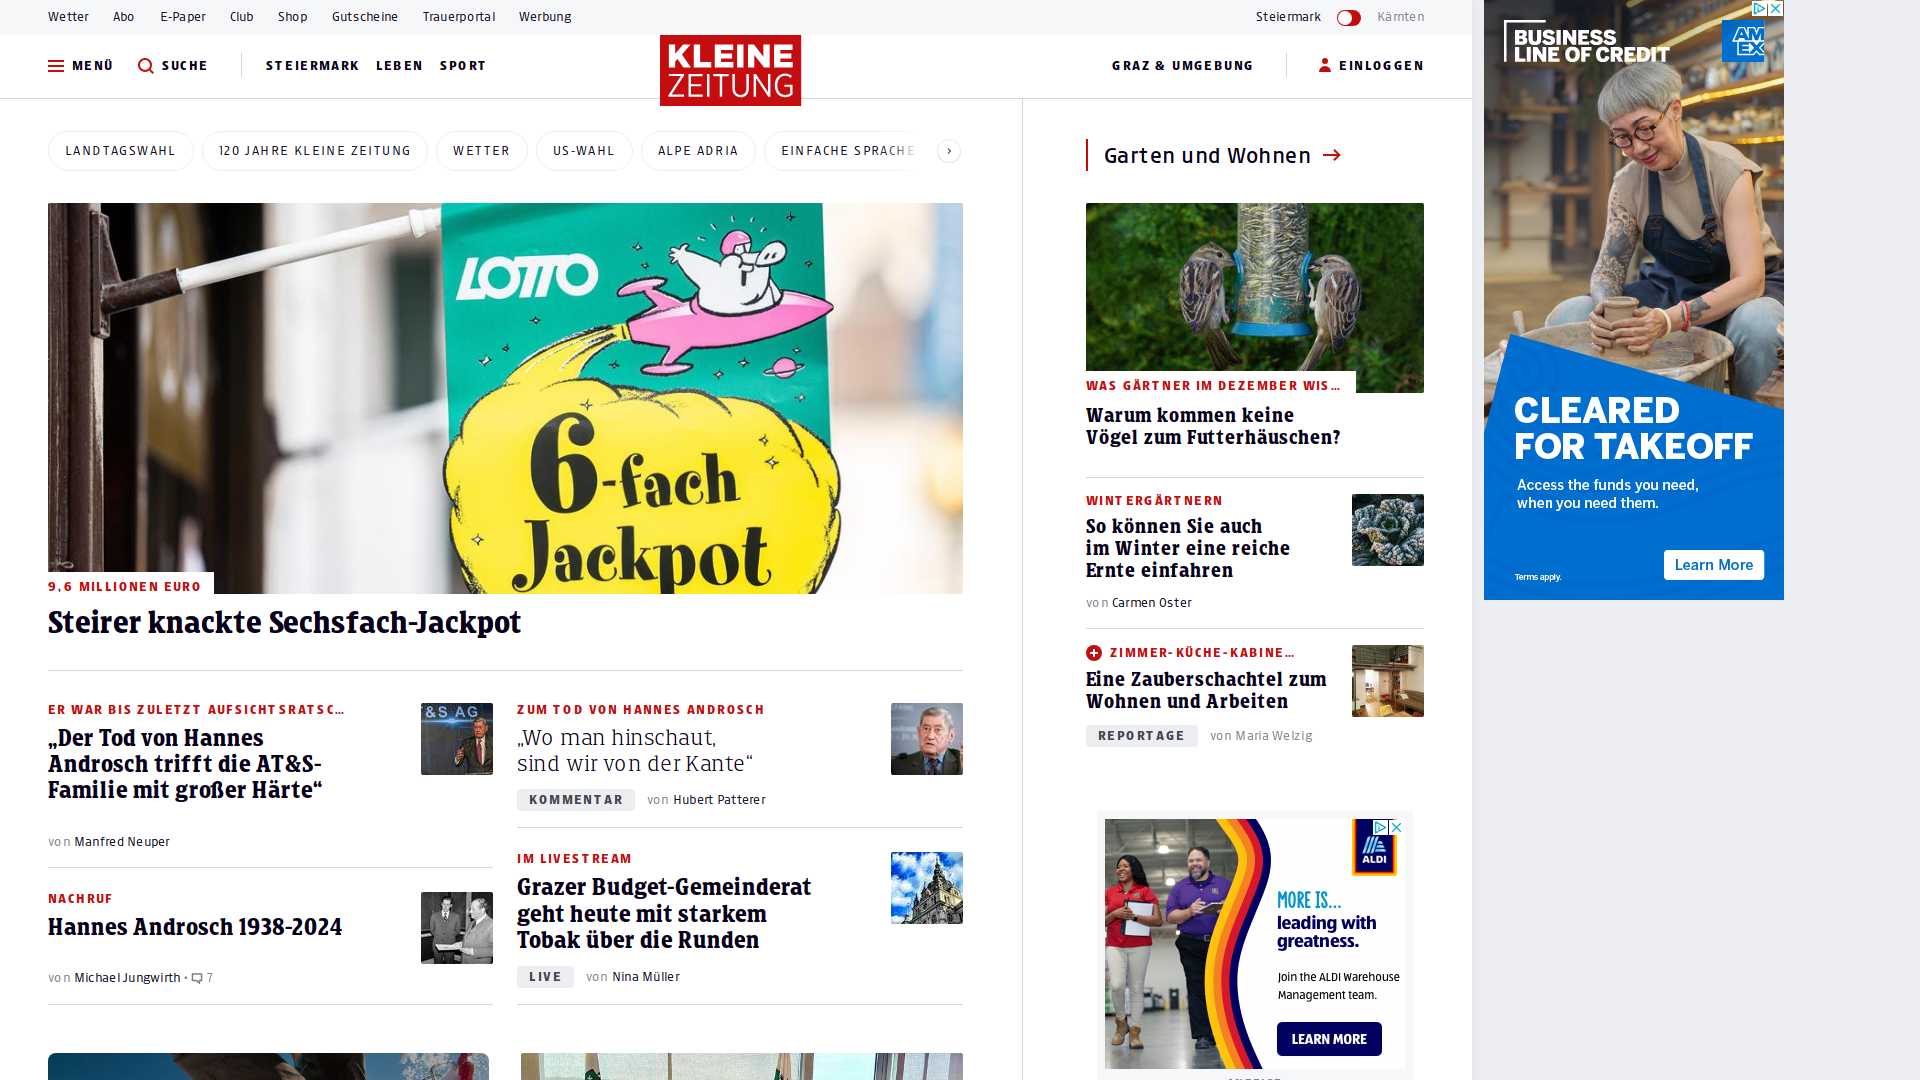 Wetter
Abo
E-Paper
Club
Shop
Gutscheine
Trauerportal
Werbung
Steiermark
Kärnten
MENÜ
SUCHE
STEIERMARK
LEBEN
SPORT
KLEINE
ZEITUNG
GRAZ & UMGEBUNG
EINLOGGEN
LANDTAGSWAHL
120 JAHRE KLEINE ZEITUNG
WETTER
US-WAHL
ALPE ADRIA
EINFACHE SPRACHE
LOTTO
6-fach
Jackpot
9,6 MILLIONEN EURO
Steirer knackte Sechsfach-Jackpot
ER WAR BIS ZULETZT AUFSICHTSRATSC…
„Der Tod von Hannes
Androsch trifft die AT&S-
Familie mit großer Härte“
von Manfred Neuper
T&S AG
NACHRUF
Hannes Androsch 1938-2024
von Michael Jungwirth • 7
ZUM TOD VON HANNES ANDROSCH
„Wo man hinschaut,
sind wir von der Kante“
KOMMENTAR
von Hubert Patterer
IM LIVESTREAM
Grazer Budget-Gemeinderat
geht heute mit starkem
Tobak über die Runden
LIVE
von Nina Müller
Garten und Wohnen
WAS GÄRTNER IM DEZEMBER WIS…
Warum kommen keine
Vögel zum Futterhäuschen?
WINTERGÄRTNERN
So können Sie auch
im Winter eine reiche
Ernte einfahren
von Carmen Oster
ZIMMER-KÜCHE-KABINE…
Eine Zauberschachtel zum
Wohnen und Arbeiten
REPORTAGE
von Maria Welzig
ALDI
MORE IS...
leading with
greatness.
Join the ALDI Warehouse
Management team.
LEARN MORE
BUSINESS
LINE OF CREDIT
AM
EX
CLEARED
FOR TAKEOFF
Access the funds you need,
when you need them.
Terms apply.
Learn More